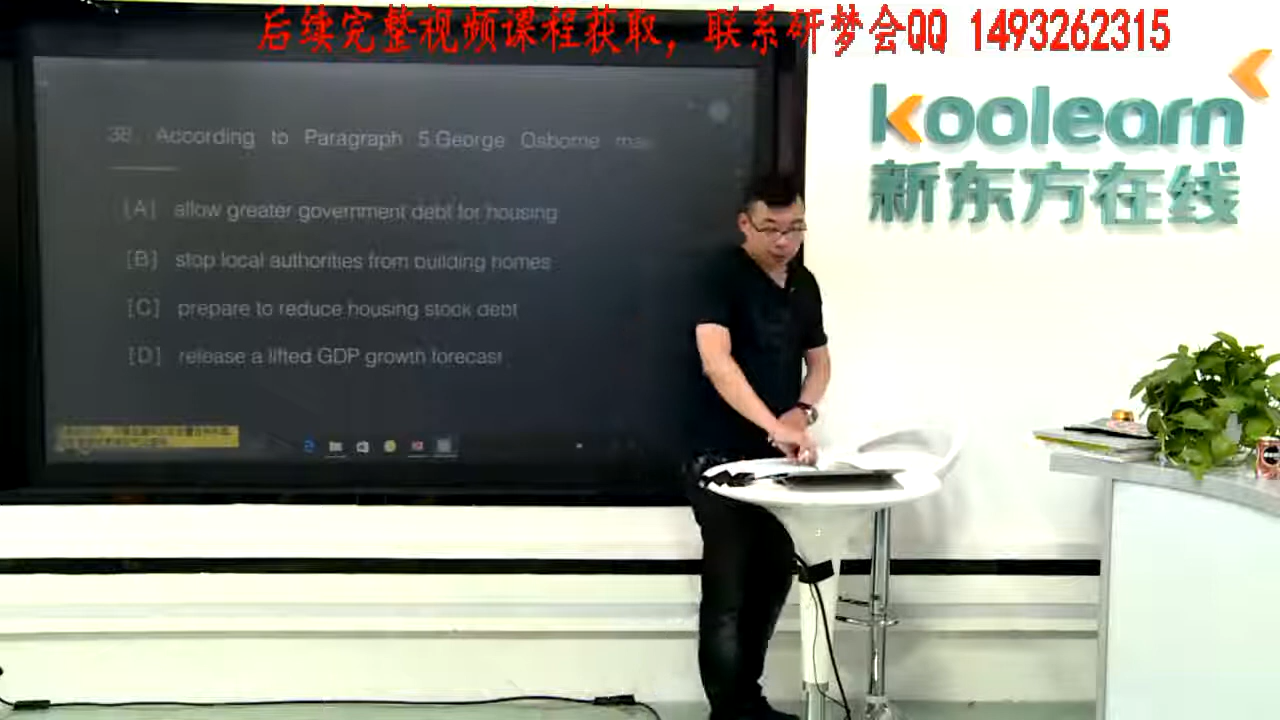 后续完整视频课程获取，联系研梦会QQ 1493262315
koolearn
新东方在线
38. According to Paragraph 5.George Osborne may
[A] allow greater government debt for housing
[B] stop local authorities from building homes
[C] prepare to reduce housing stock debt
[D] release a lifted GDP growth forecast